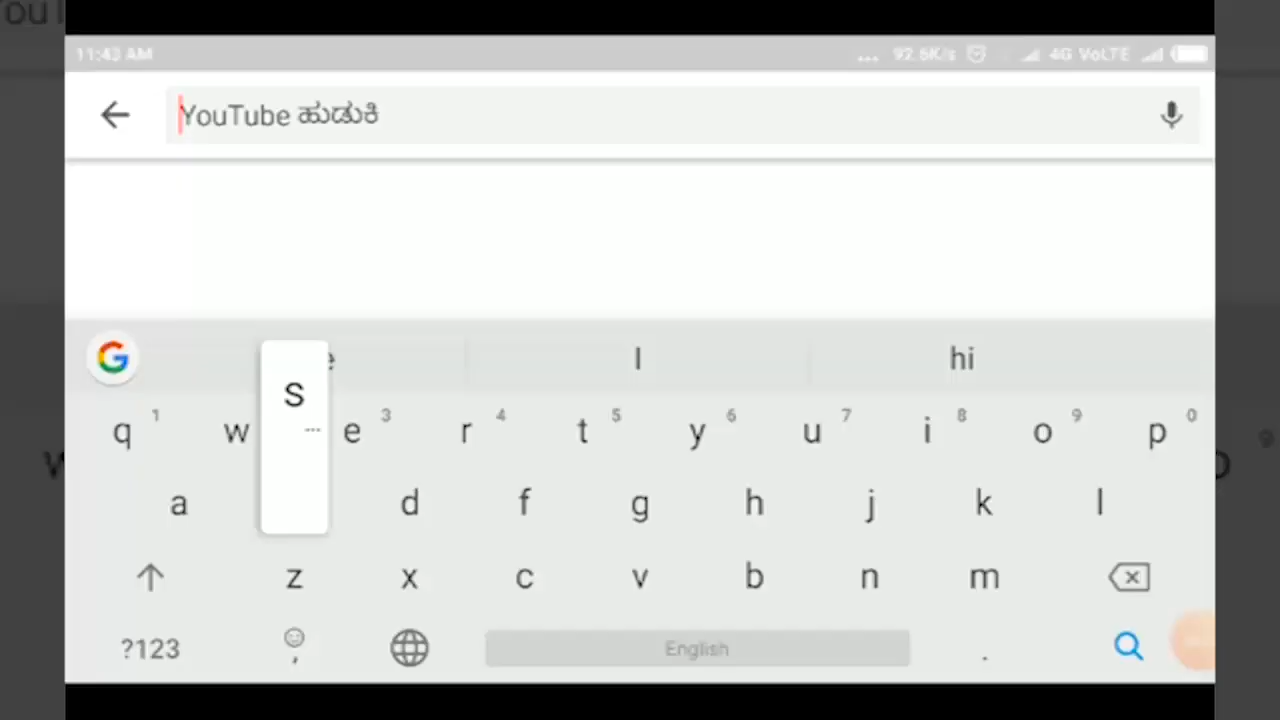 11:43 AM ... 92.6K/s 4G VoLTE
YouTube ಹುಡುಕಿ
I hi
q 1 w e 3 r 4 t 5 y 6 u 7 i 8 o 9 p 0
S ...
a d f g h j k l
z x c v b n m
?123 , English .